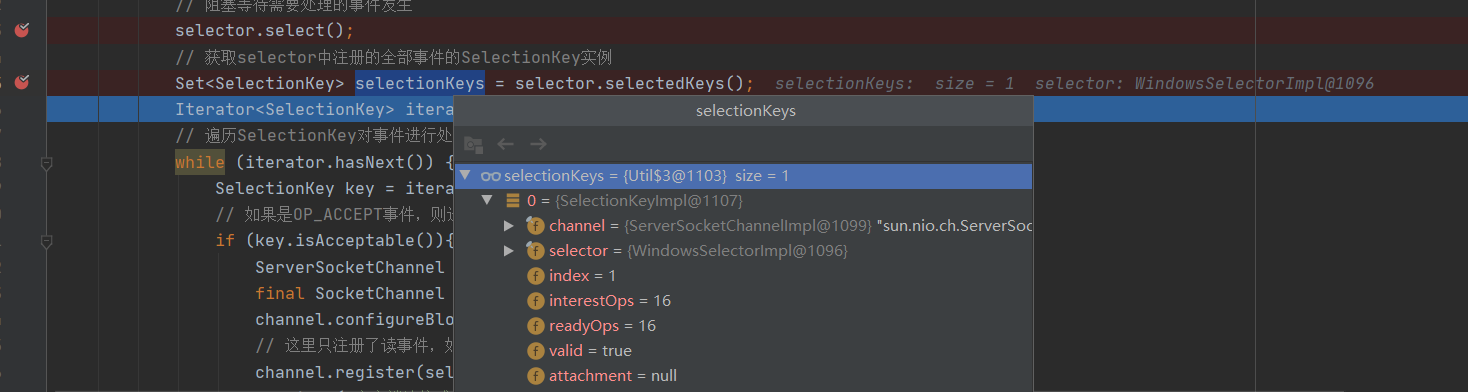 // 阻塞等待需要处理的事件发生
selector.select();
// 获取selector中注册的全部事件的SelectionKey实例
Set<SelectionKey> selectionKeys = selector.selectedKeys(); selectionKeys: size = 1 selector: WindowsSelectorImpl@1096
Iterator<SelectionKey> itera
selectionKeys
// 遍历SelectionKey对事件进行处
while (iterator.hasNext()) {
selectionKeys = {Util$3@1103} size = 1
SelectionKey key = itera
0 = {SelectionKeyImpl@1107}
// 如果是OP_ACCEPT事件，则
channel = {ServerSocketChannelImpl@1099} "sun.nio.ch.ServerSoc
if (key.isAcceptable()){
selector = {WindowsSelectorImpl@1096}
ServerSocketChannel
index = 1
final SocketChannel
interestOps = 16
channel.configureBlo
readyOps = 16
// 这里只注册了读事件，如
valid = true
channel.register(sel
attachment = null